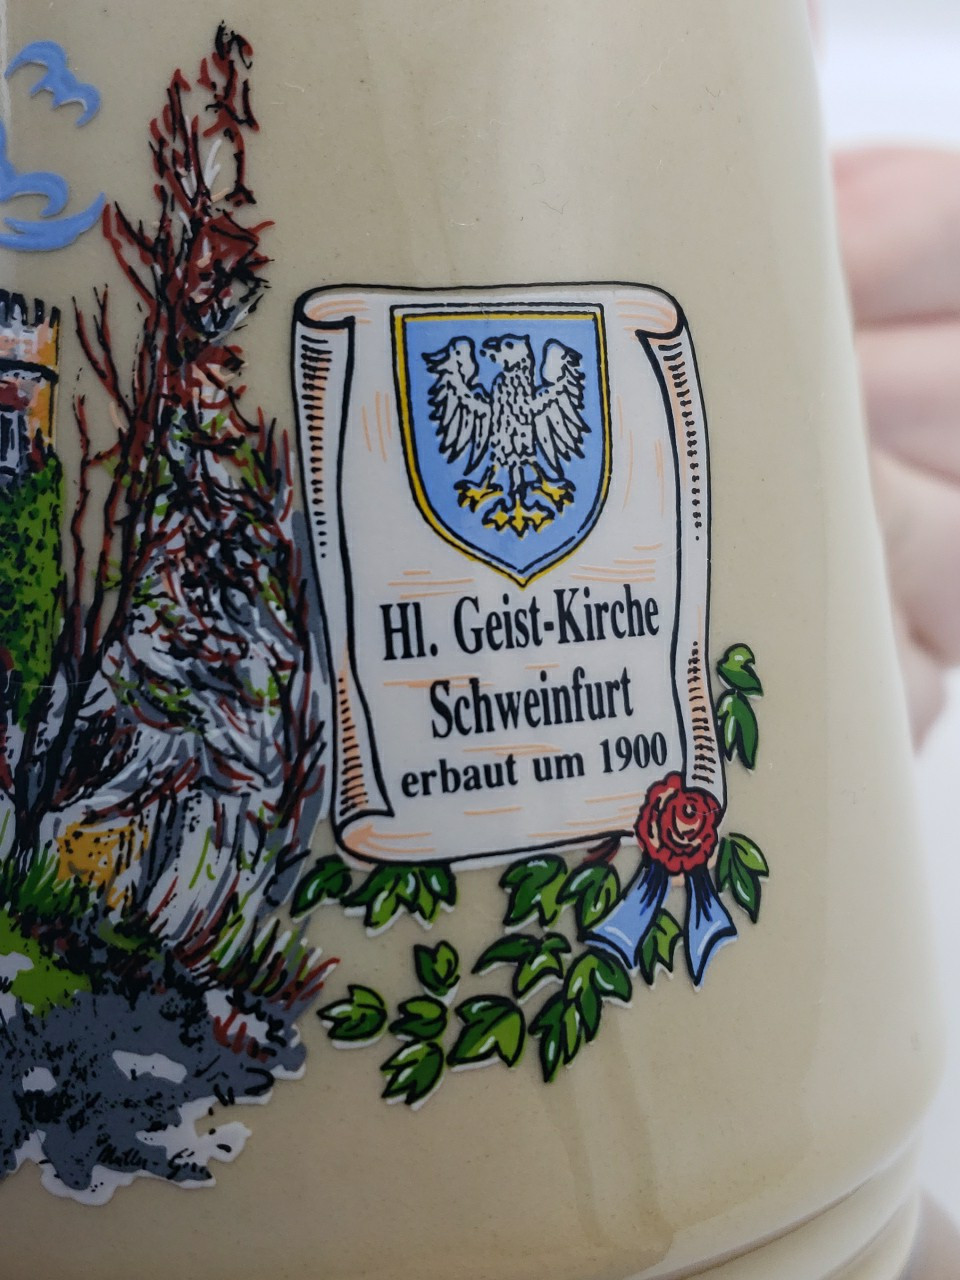 Hl. Geist-Kirche
Schweinfurt
erbaut um 1900